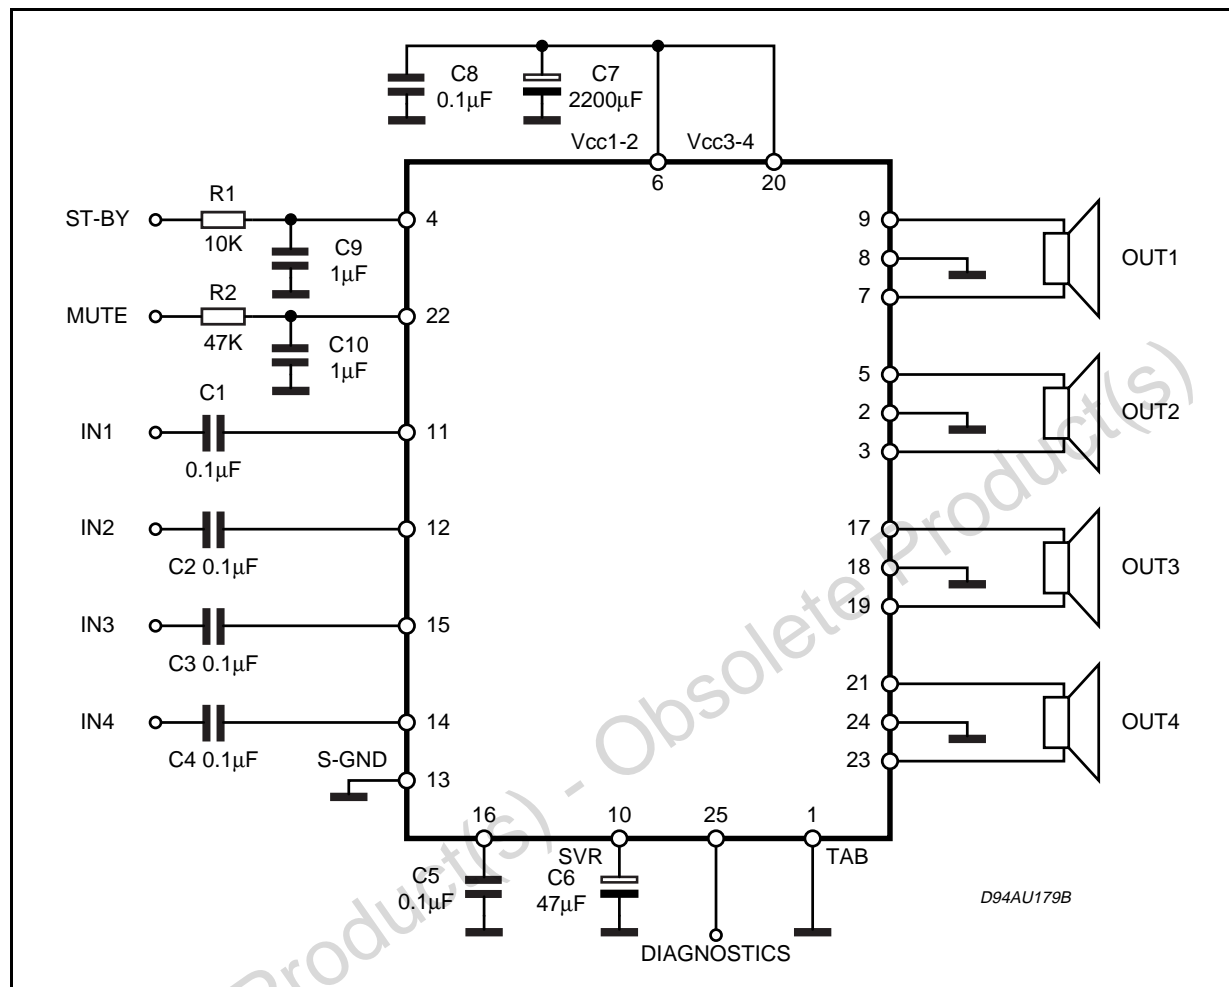 C8
0.1µF
C7
2200µF
Vcc1-2
Vcc3-4
6
20
ST-BY
R1
10K
C9
1µF
4
MUTE
R2
47K
C10
1µF
22
IN1
C1
0.1µF
11
IN2
C2 0.1µF
12
IN3
C3 0.1µF
15
IN4
C4 0.1µF
14
S-GND
13
9
8
7
OUT1
5
2
3
OUT2
17
18
19
OUT3
21
24
23
OUT4
16
10
25
1
SVR
TAB
C5
0.1µF
C6
47µF
DIAGNOSTICS
D94AU179B
Product(s) - Obsolete Product(s)